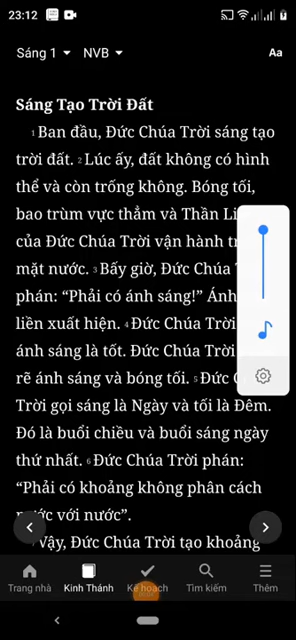 23:12
Sáng 1 NVB Aa
Sáng Tạo Trời Đất
1 Ban đầu, Đức Chúa Trời sáng tạo
trời đất. 2 Lúc ấy, đất không có hình
thể và còn trống không. Bóng tối,
bao trùm vực thẳm và Thần
của Đức Chúa Trời vận hành
mặt nước. 3 Bấy giờ, Đức Chúa
phán: “Phải có ánh sáng!” Ánh
liền xuất hiện. 4 Đức Chúa Trời
ánh sáng là tốt. Đức Chúa Trời
rẽ ánh sáng và bóng tối. 5 Đức
Trời gọi sáng là Ngày và tối là Đêm.
Đó là buổi chiều và buổi sáng ngày
thứ nhất. 6 Đức Chúa Trời phán:
“Phải có khoảng không phân cách
nước với nước”.
7 Vậy, Đức Chúa Trời tạo khoảng
Trang nhà Kinh Thánh Kế hoạch Tìm kiếm Thêm